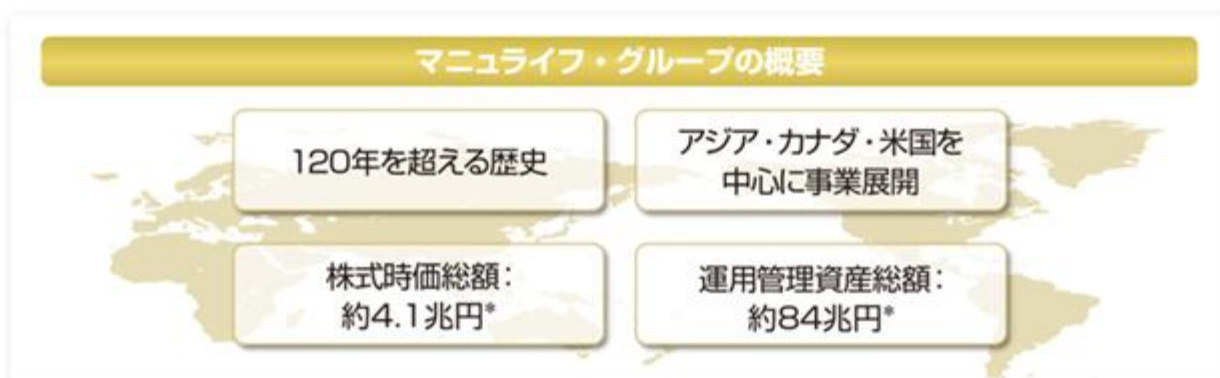 マニュライフ・グループの概要
120年を超える歴史
アジア・カナダ・米国を
中心に事業展開
株式時価総額：
約4.1兆円*
運用管理資産総額：
約84兆円*